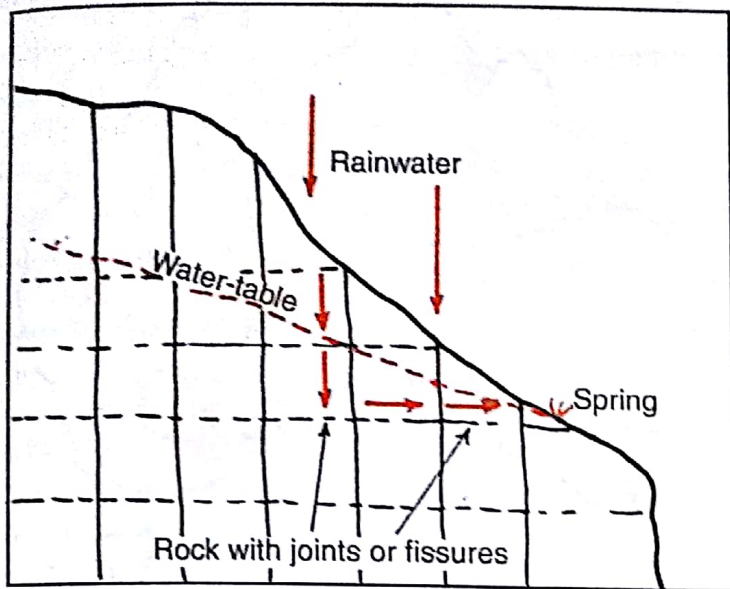 Rainwater
Water-table
Spring
Rock with joints or fissures